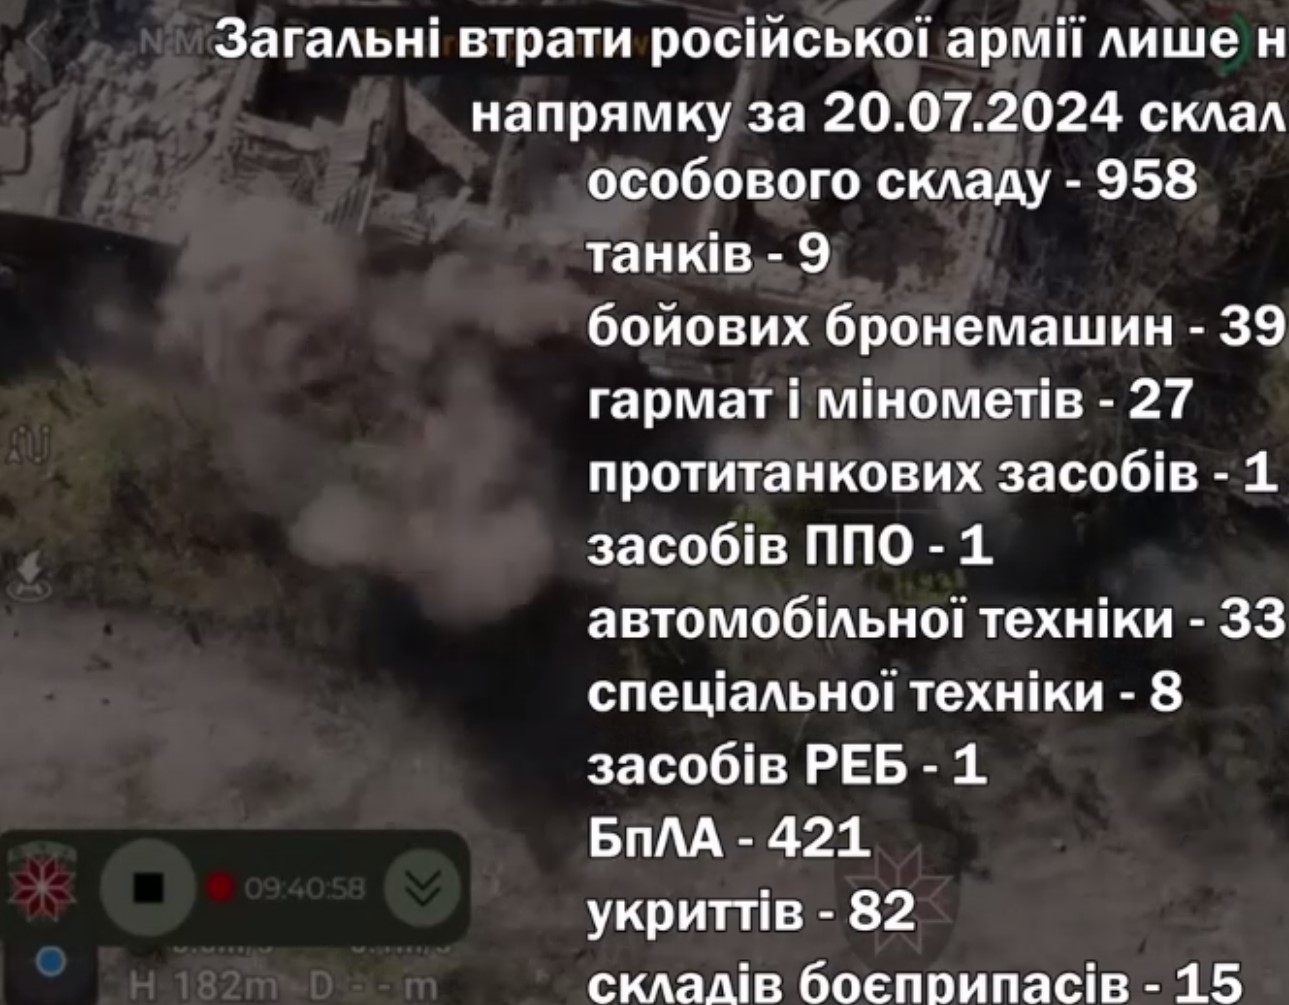 Загальні втрати російської армії лише н
напрямку за 20.07.2024 склал
особового складу - 958
танків - 9
бойових бронемашин - 39
гармат і мінометів - 27
протитанкових засобів - 1
засобів ППО - 1
автомобільної техніки - 33
спеціальної техніки - 8
засобів РЕБ - 1
БпЛА - 421
укриттів - 82
складів боєприпасів - 15
09:40:58
H 182m D - - m